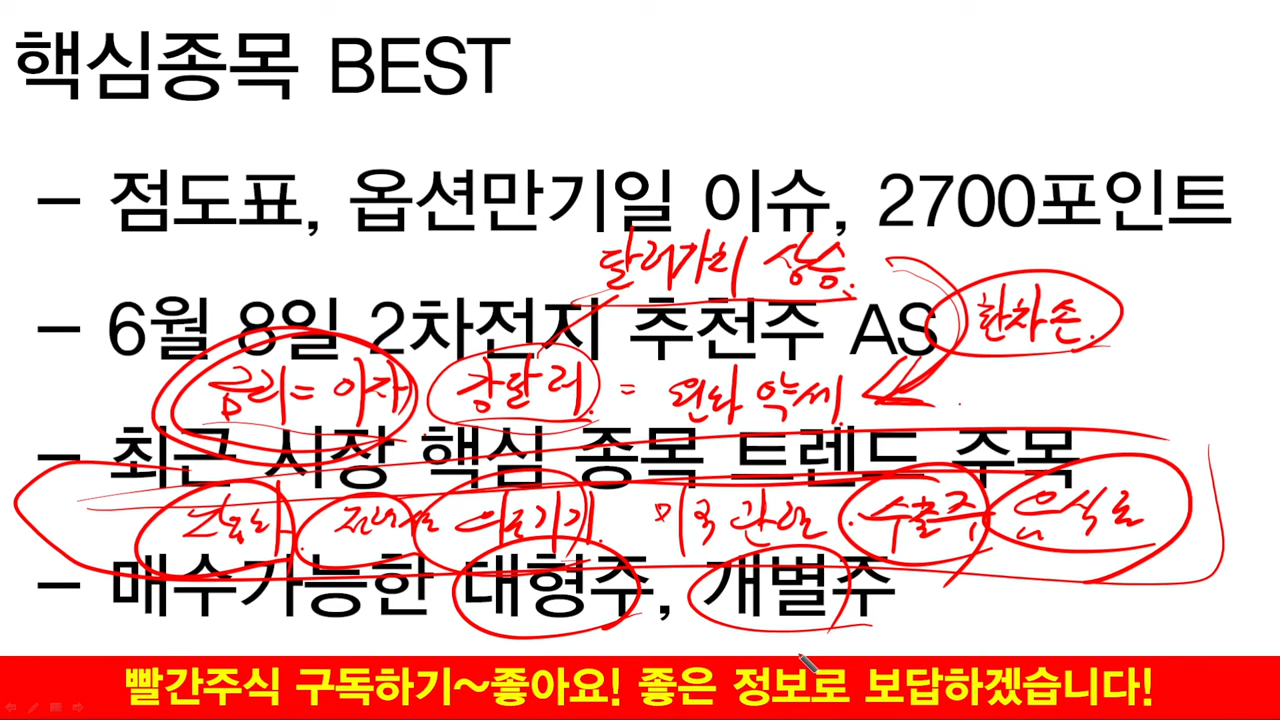 핵심종목 BEST
– 점도표, 옵션만기일 이슈, 2700포인트
달러가치 상승.
– 6월 8일 2차전지 추천주 AS
환차손.
금리= 이자 강달러 = 원화 약세.
– 최근 시장 핵심 종목 트렌드 주목
의료기기. 미국 관련 수출주 음식료
– 매수가능한 대형주, 개별주
빨간주식 구독하기~좋아요! 좋은 정보로 보답하겠습니다!